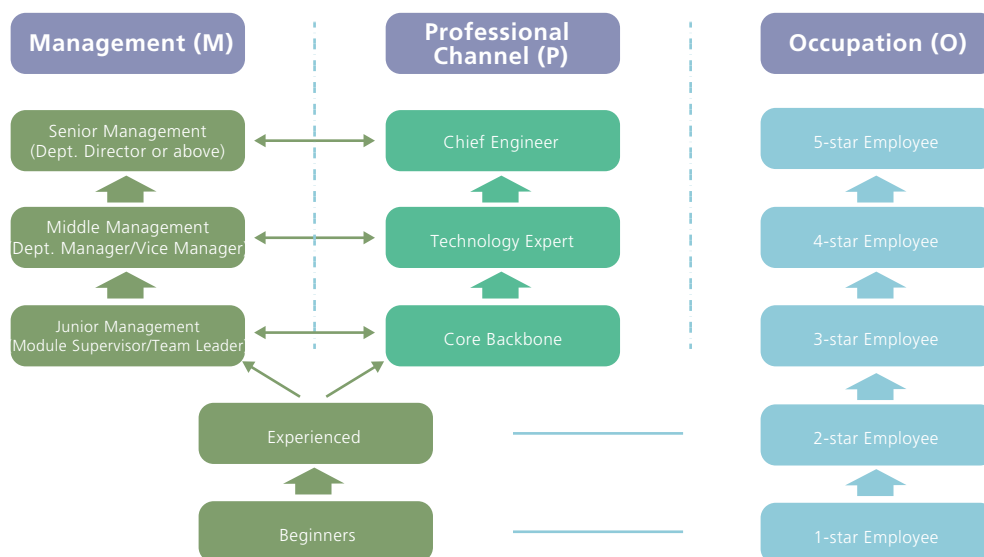 Management (M)
Professional
Channel (P)
Occupation (O)
Senior Management
(Dept. Director or above)
Chief Engineer
5-star Employee
Middle Management
(Dept. Manager/Vice Manager)
Technology Expert
4-star Employee
Junior Management
(Module Supervisor/Team Leader)
Core Backbone
3-star Employee
Experienced
2-star Employee
Beginners
1-star Employee